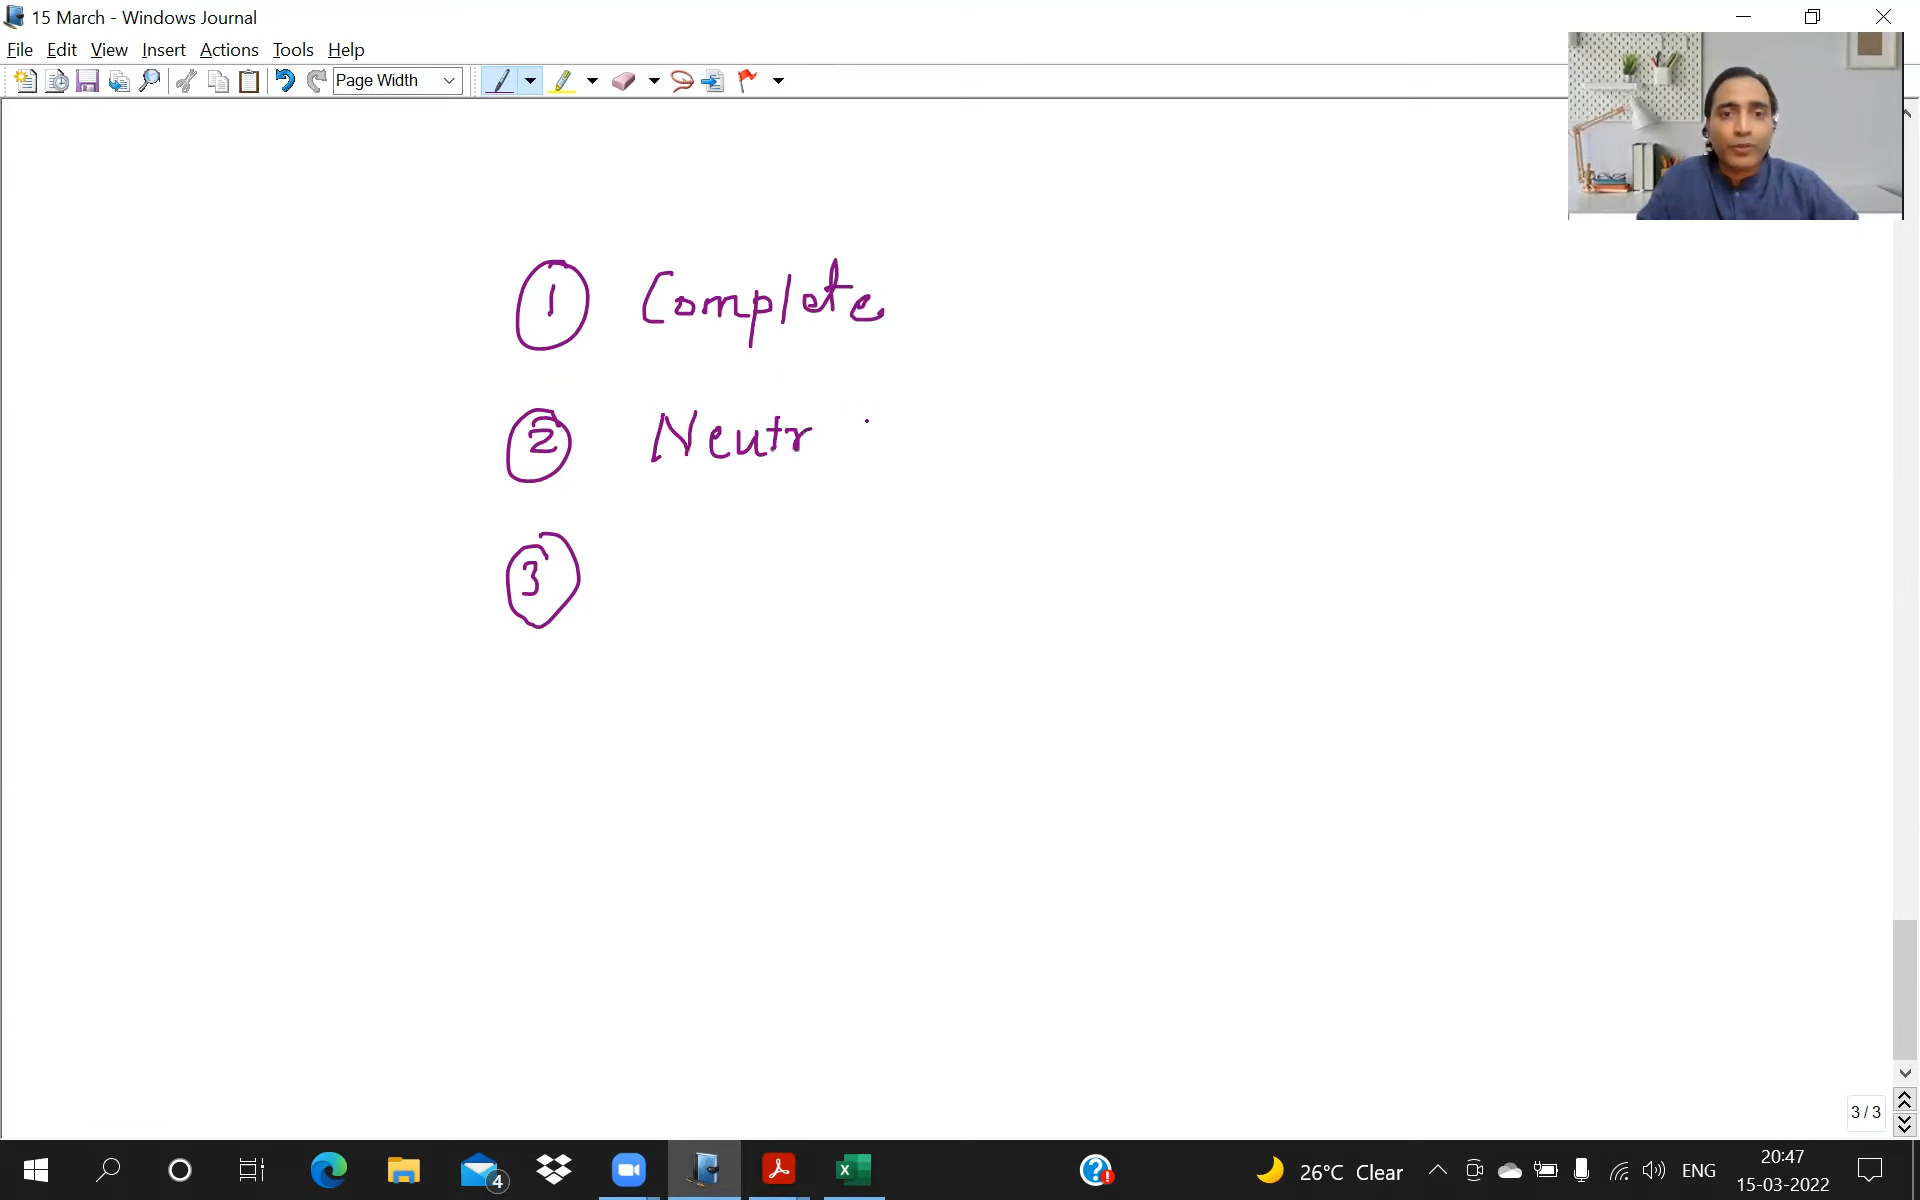 15 March - Windows Journal
File Edit View Insert Actions Tools Help
Page Width
1 Complete
2 Neutr
3
3 / 3
4
26°C Clear
ENG
20:47
15-03-2022